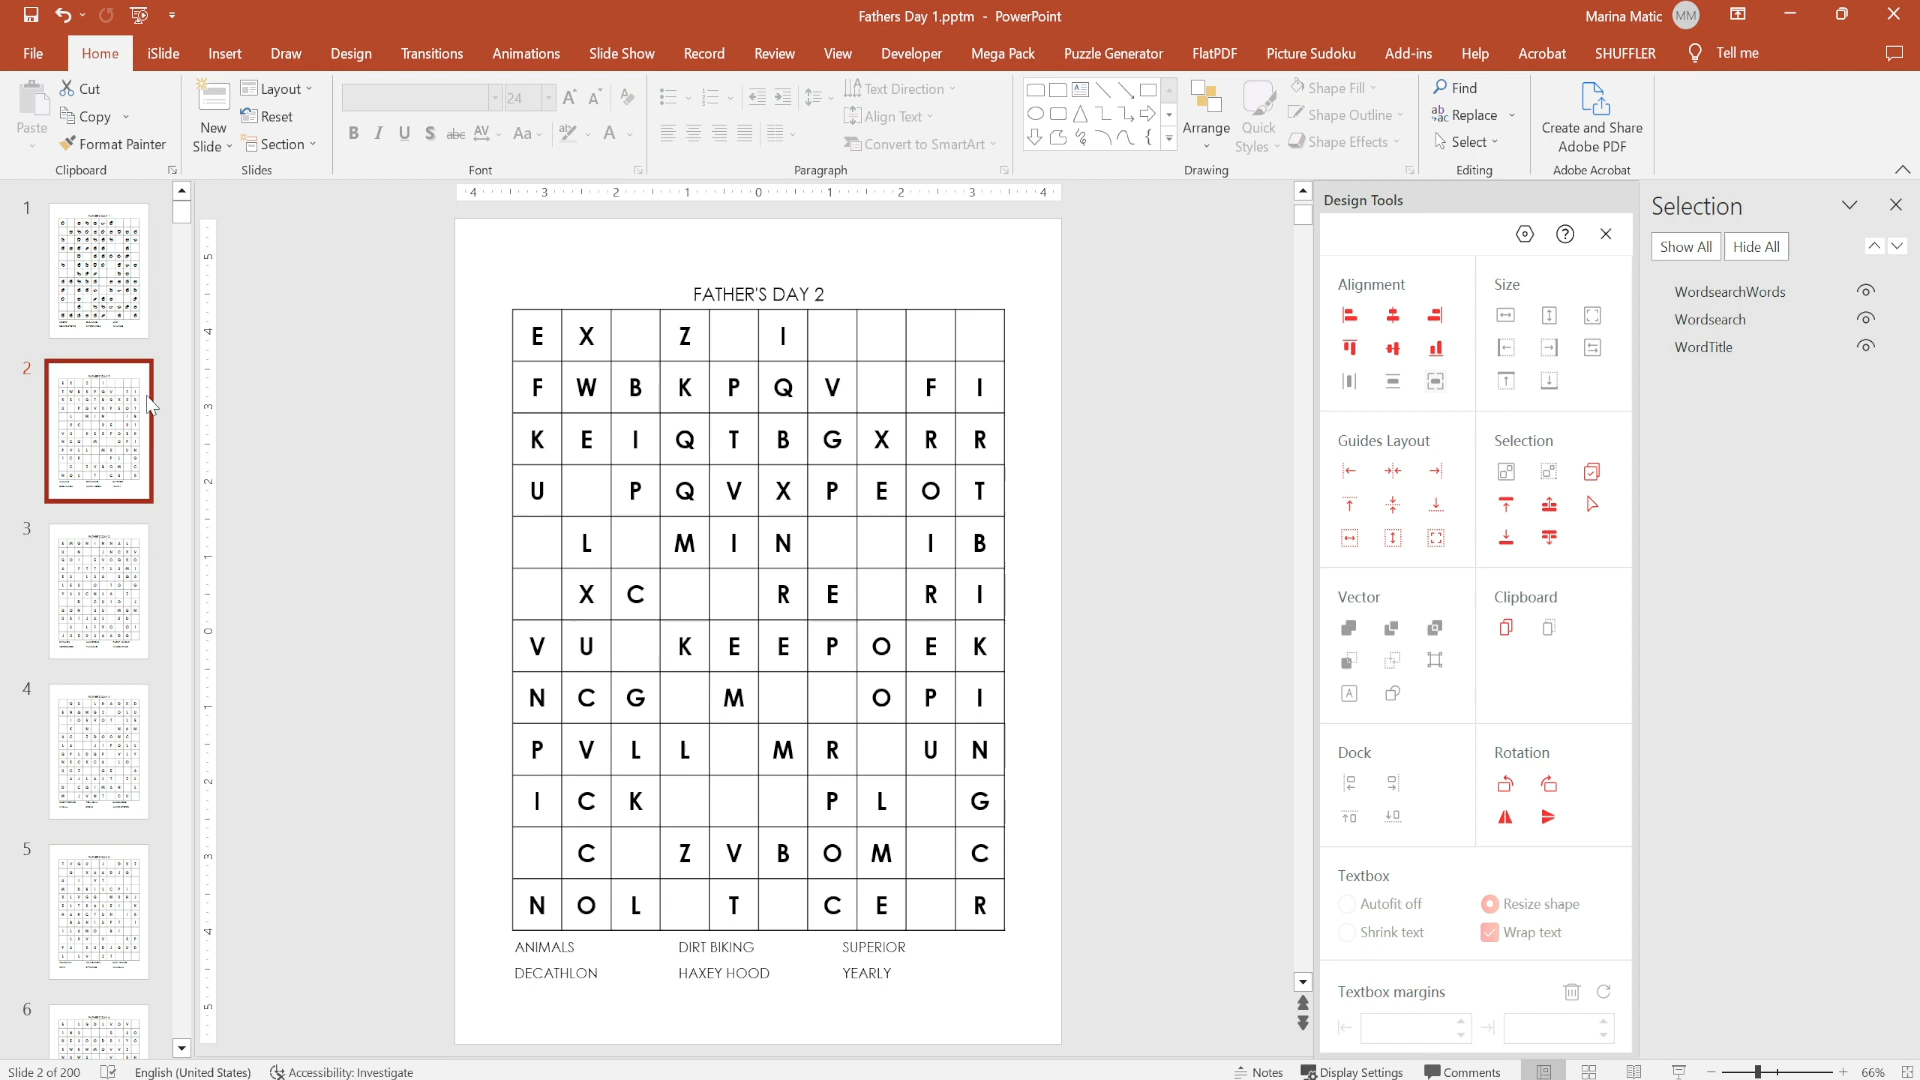 Fathers Day 1.pptm - PowerPoint
Marina Matic MM
File Home iSlide Insert Draw Design Transitions Animations Slide Show Record Review View Developer Mega Pack Puzzle Generator FlatPDF Picture Sudoku Add-ins Help Acrobat SHUFFLER Tell me
Paste
Cut
Copy
Format Painter
Clipboard
New Slide
Layout
Reset
Section
Slides
24
Font
Text Direction
Align Text
Convert to SmartArt
Paragraph
Arrange
Quick Styles
Shape Fill
Shape Outline
Shape Effects
Drawing
Find
Replace
Select
Editing
Create and Share
Adobe PDF
Adobe Acrobat
1
2
3
4
5
6
FATHER'S DAY 2
E X Z I
F W B K P Q V F I
K E I Q T B G X R R
U P Q V X P E O T
L M I N I B
X C R E R I
V U K E E P O E K
N C G M O P I
P V L L M R U N
I C K P L G
C Z V B O M C
N O L T C E R
ANIMALS DIRT BIKING SUPERIOR
DECATHLON HAXEY HOOD YEARLY
Design Tools
Alignment Size
Guides Layout Selection
Vector Clipboard
Dock Rotation
Textbox
Autofit off Resize shape
Shrink text Wrap text
Textbox margins
Selection
Show All Hide All
WordsearchWords
Wordsearch
WordTitle
Slide 2 of 200 English (United States) Accessibility: Investigate Notes Display Settings Comments 66%